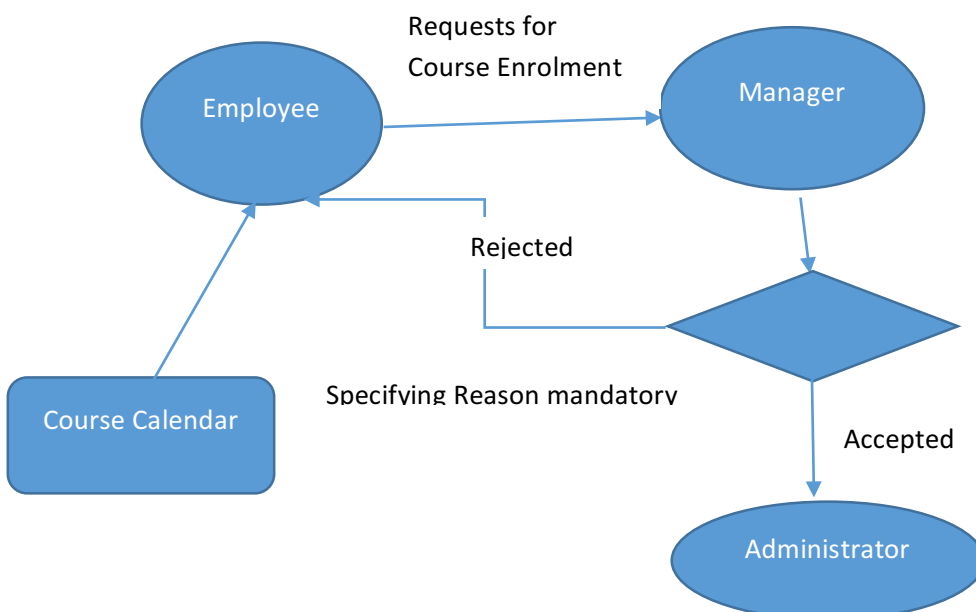 Requests for
Course Enrolment
Employee
Manager
Rejected
Specifying Reason mandatory
Course Calendar
Accepted
Administrator